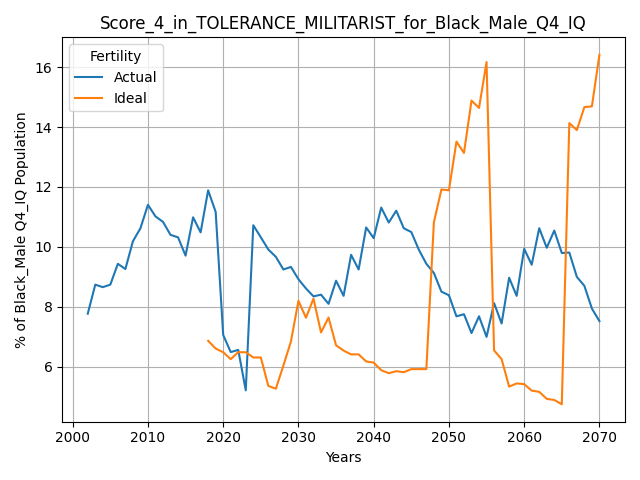 Score_4_in_TOLERANCE_MILITARIST_for_Black_Male_Q4_IQ
Fertility
Actual
Ideal
% of Black_Male Q4_IQ Population
16
14
12
10
8
6
2000
2010
2020
2030
2040
2050
2060
2070
Years